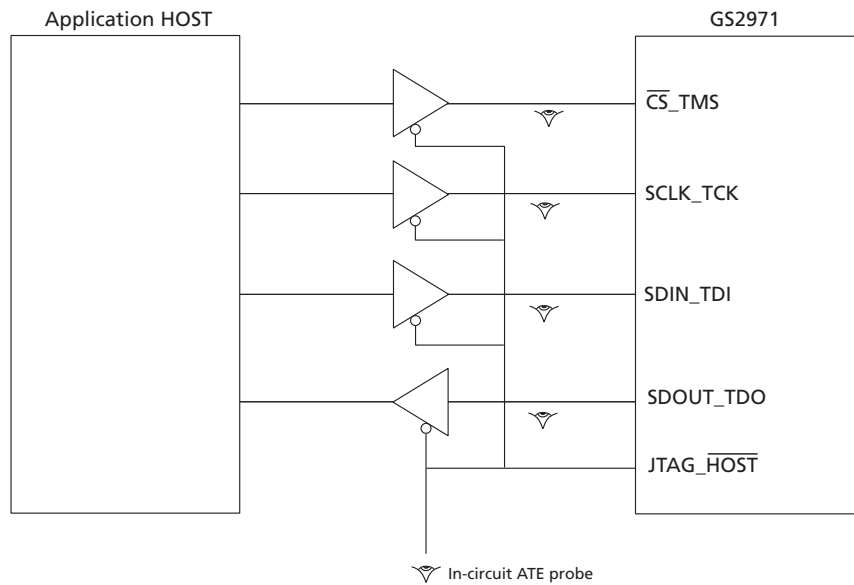 Application HOST
GS2971
CS_TMS
SCLK_TCK
SDIN_TDI
SDOUT_TDO
JTAG_HOST
In-circuit ATE probe